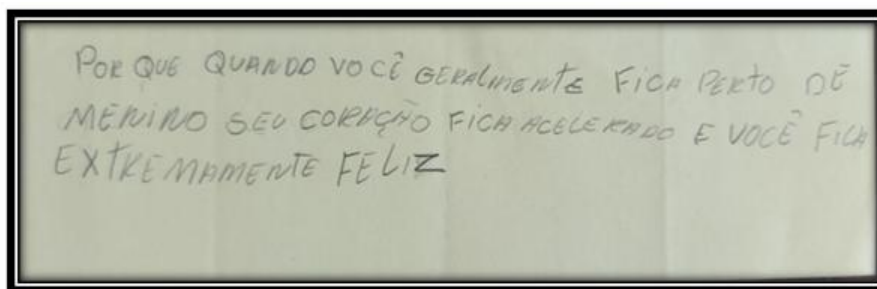 POR QUE QUANDO VOCÊ GERALMENTE FICA PERTO DE
MENINO SEU CORAÇÃO FICA ACELERADO E VOCÊ FICA
EXTREMAMENTE FELIZ